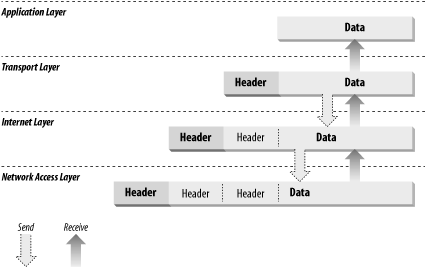 Application Layer
Data
Transport Layer
Header Data
Internet Layer
Header Header Data
Network Access Layer
Header Header Header Data
Send Receive